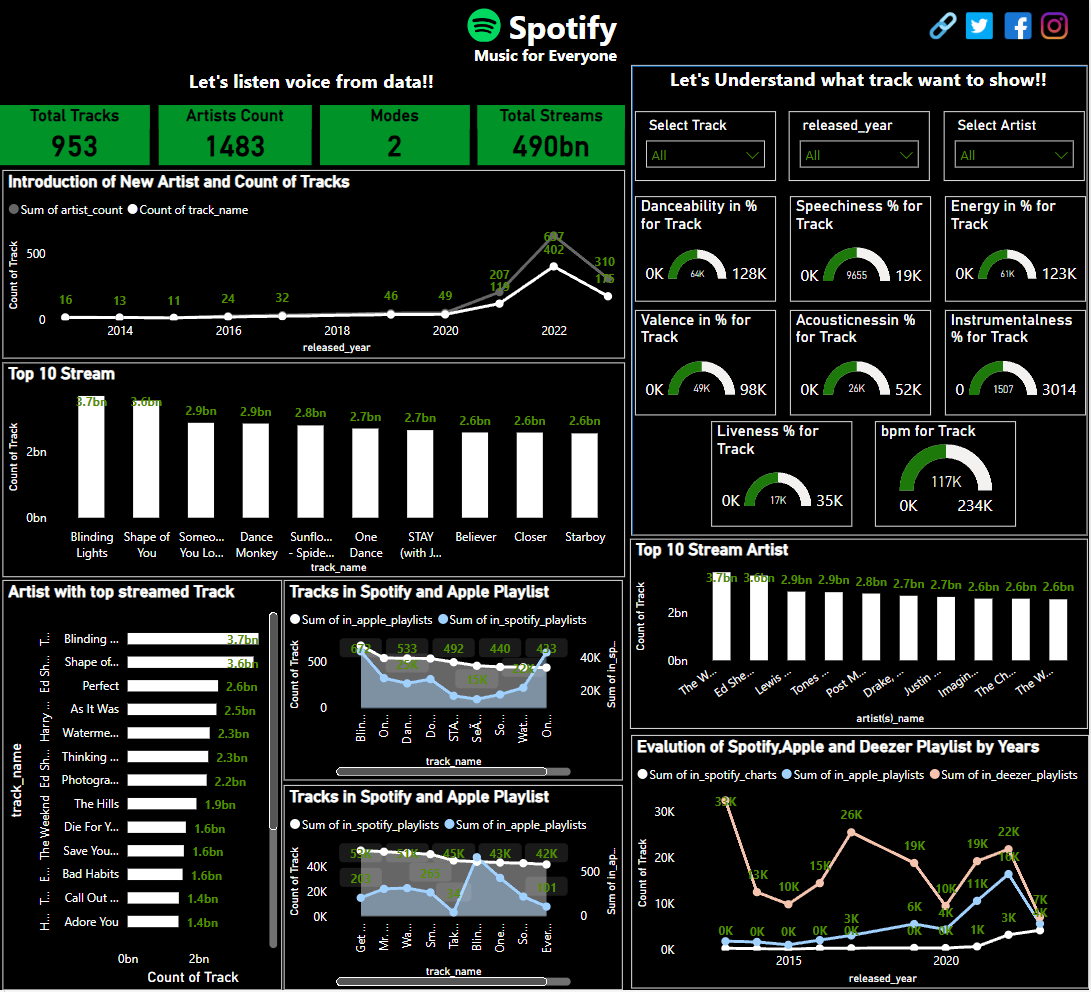 Spotify
Music for Everyone
Let's listen voice from data!!
Total Tracks
953
Artists Count
1483
Modes
2
Total Streams
490bn
Introduction of New Artist and Count of Tracks
Sum of artist_count Count of track_name
Count of Track
500
0
16 13 11 24 32 46 49 207 119 402 310
2014 2016 2018 2020 2022
released_year
Top 10 Stream
Count of Track
2bn
0bn
3.7bn 3.6bn 2.9bn 2.9bn 2.8bn 2.7bn 2.7bn 2.6bn 2.6bn 2.6bn
Blinding Lights
Shape of You
Someo... You Lo...
Dance Monkey
Sunflo... - Spide...
One Dance
STAY (with J...
Believer
Closer
Starboy
track_name
Let's Understand what track want to show!!
Select Track
All
released_year
All
Select Artist
All
Danceability in % for Track
0K 64K 128K
Speechiness % for Track
0K 9655 19K
Energy in % for Track
0K 61K 123K
Valence in % for Track
0K 49K 98K
Acousticnessin % for Track
0K 26K 52K
Instrumentalness % for Track
0 1507 3014
Liveness % for Track
0K 17K 35K
bpm for Track
117K
0K 234K
Top 10 Stream Artist
Count of Track
2bn
0bn
3.7bn 3.6bn 2.9bn 2.9bn 2.8bn 2.7bn 2.7bn 2.6bn 2.6bn 2.6bn
The W... Ed She... Lewis ... Tones ... Post M... Drake, ... Justin ... Imagin... The Ch... The W...
artist(s)_name
Artist with top streamed Track
track_name
T...
Ed Sh...
Harry ...
Ed Sh...
The Weeknd
E...
T...
H...
Blinding ... 3.7bn
Shape of... 3.6bn
Perfect 2.6bn
As It Was 2.5bn
Waterme... 2.3bn
Thinking ... 2.3bn
Photogra... 2.2bn
The Hills 1.9bn
Die For Y... 1.6bn
Save You... 1.6bn
Bad Habits 1.6bn
Call Out ... 1.4bn
Adore You 1.4bn
0bn 2bn
Count of Track
Tracks in Spotify and Apple Playlist
Sum of in_apple_playlists Sum of in_spotify_playlists
Count of Track
500
0
533 492 440 15K
40K
20K
Sum of in_sp...
Blin... On... Dan... Do... STA... SeÃ... So... Wat... On...
track_name
Tracks in Spotify and Apple Playlist
Sum of in_spotify_playlists Sum of in_apple_playlists
Count of Track
40K
20K
0K
45K 43K 42K
203 265 34 101
500
0
Sum of in_ap...
Get ... Mr. ... Wa... Sm... Tak... Blin... One... So... Ever...
track_name
Evalution of Spotify,Apple and Deezer Playlist by Years
Sum of in_spotify_charts Sum of in_apple_playlists Sum of in_deezer_playlists
Count of Track
30K
20K
10K
0K
33K 13K 10K 15K 26K 19K 10K 19K 22K 7K
0K 0K 0K 0K 3K 6K 4K 11K 16K
0K 0K 1K 3K
2015 2020
released_year